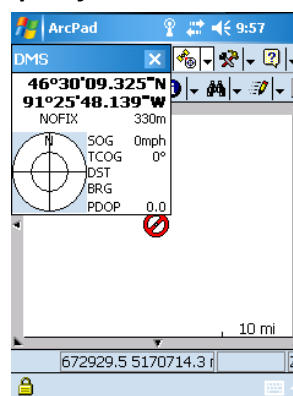 ArcPad 9:57
DMS
46°30'09.325"N
91°25'48.139"W
NOFIX 330m
N
SOG 0mph
TCOG 0°
DST
BRG
PDOP 0.0
10 mi
672929.5 5170714.3